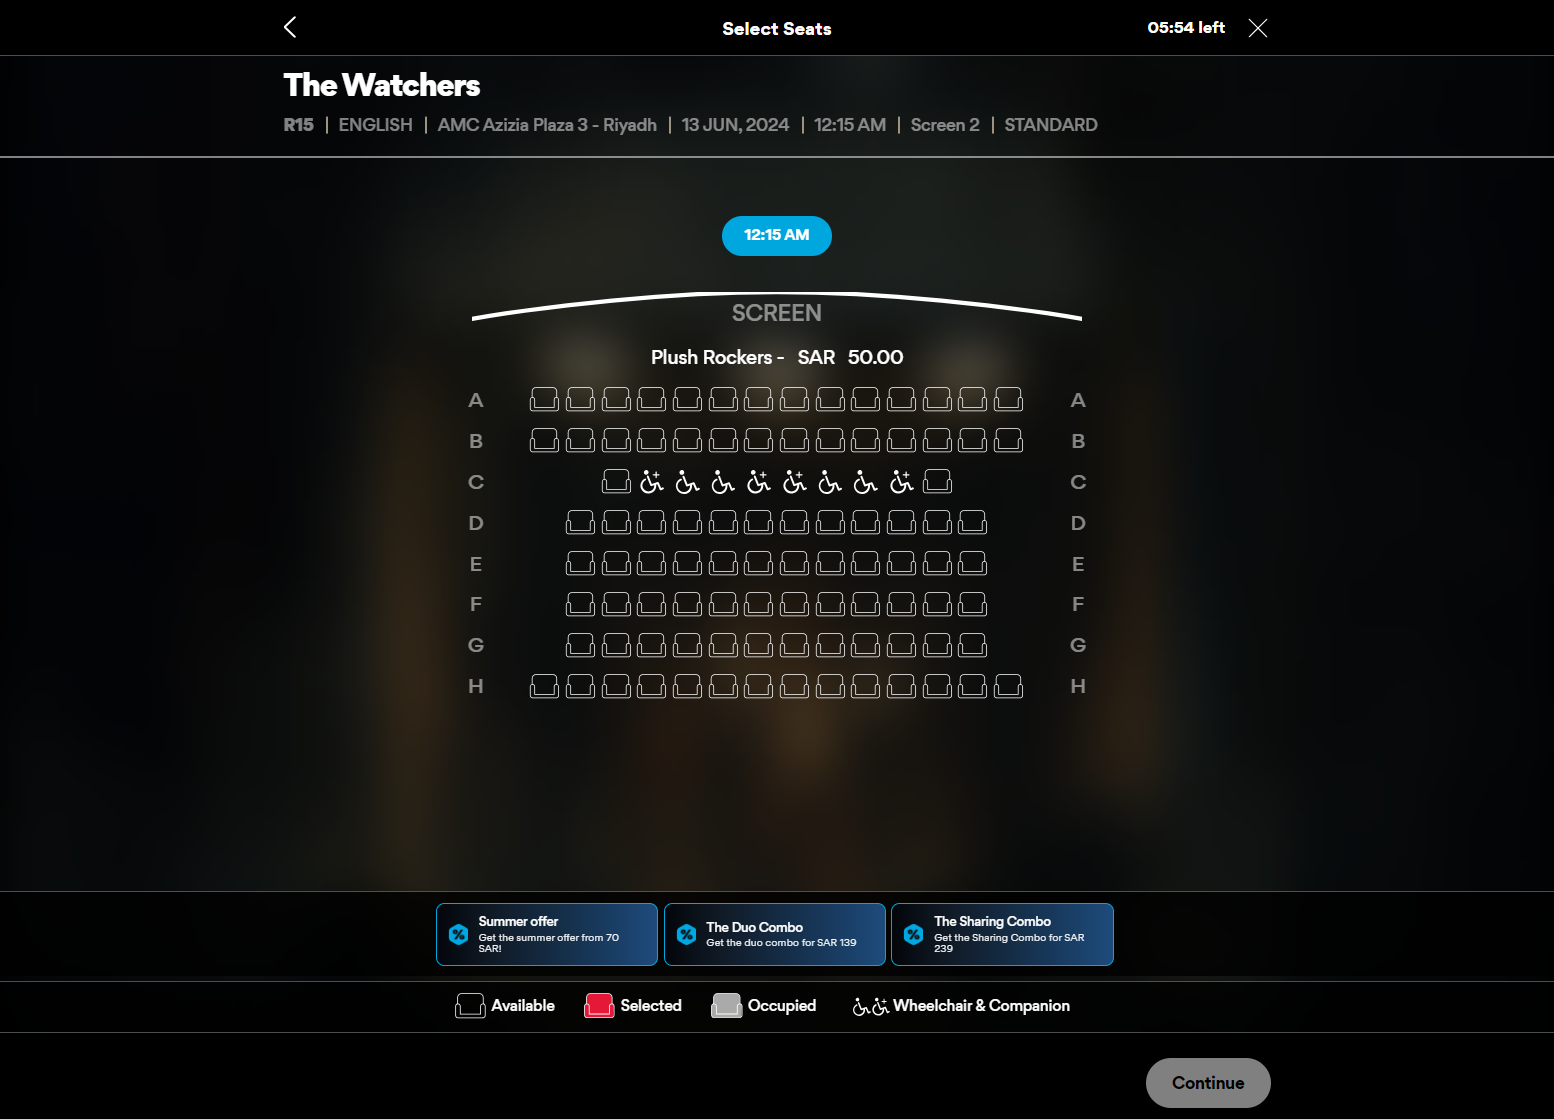 Select Seats
05:54 left
The Watchers
R15 | ENGLISH | AMC Azizia Plaza 3 - Riyadh | 13 JUN, 2024 | 12:15 AM | Screen 2 | STANDARD
12:15 AM
SCREEN
Plush Rockers - SAR 50.00
A A
B B
C C
D D
E E
F F
G G
H H
Summer offer
Get the summer offer from 70
SAR!
The Duo Combo
Get the duo combo for SAR 139
The Sharing Combo
Get the Sharing Combo for SAR
239
Available
Selected
Occupied
Wheelchair & Companion
Continue